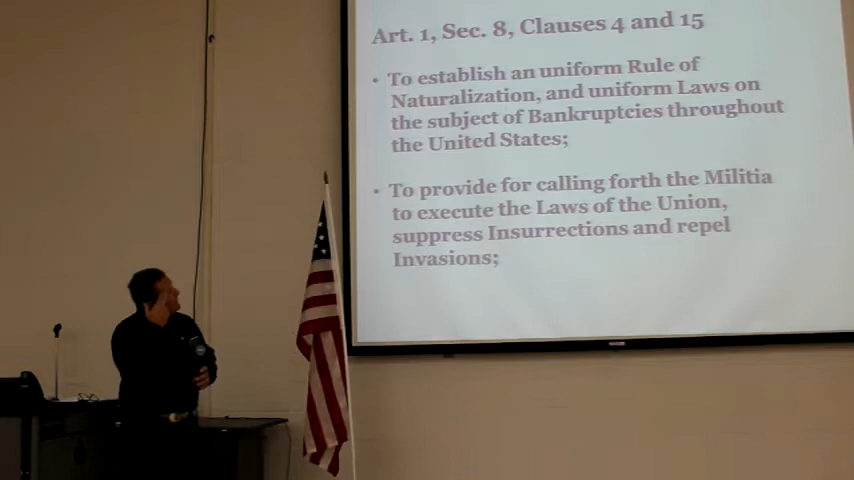 Art. 1, Sec. 8, Clauses 4 and 15
• To establish an uniform Rule of
Naturalization, and uniform Laws on
the subject of Bankruptcies throughout
the United States;
• To provide for calling forth the Militia
to execute the Laws of the Union,
suppress Insurrections and repel
Invasions;